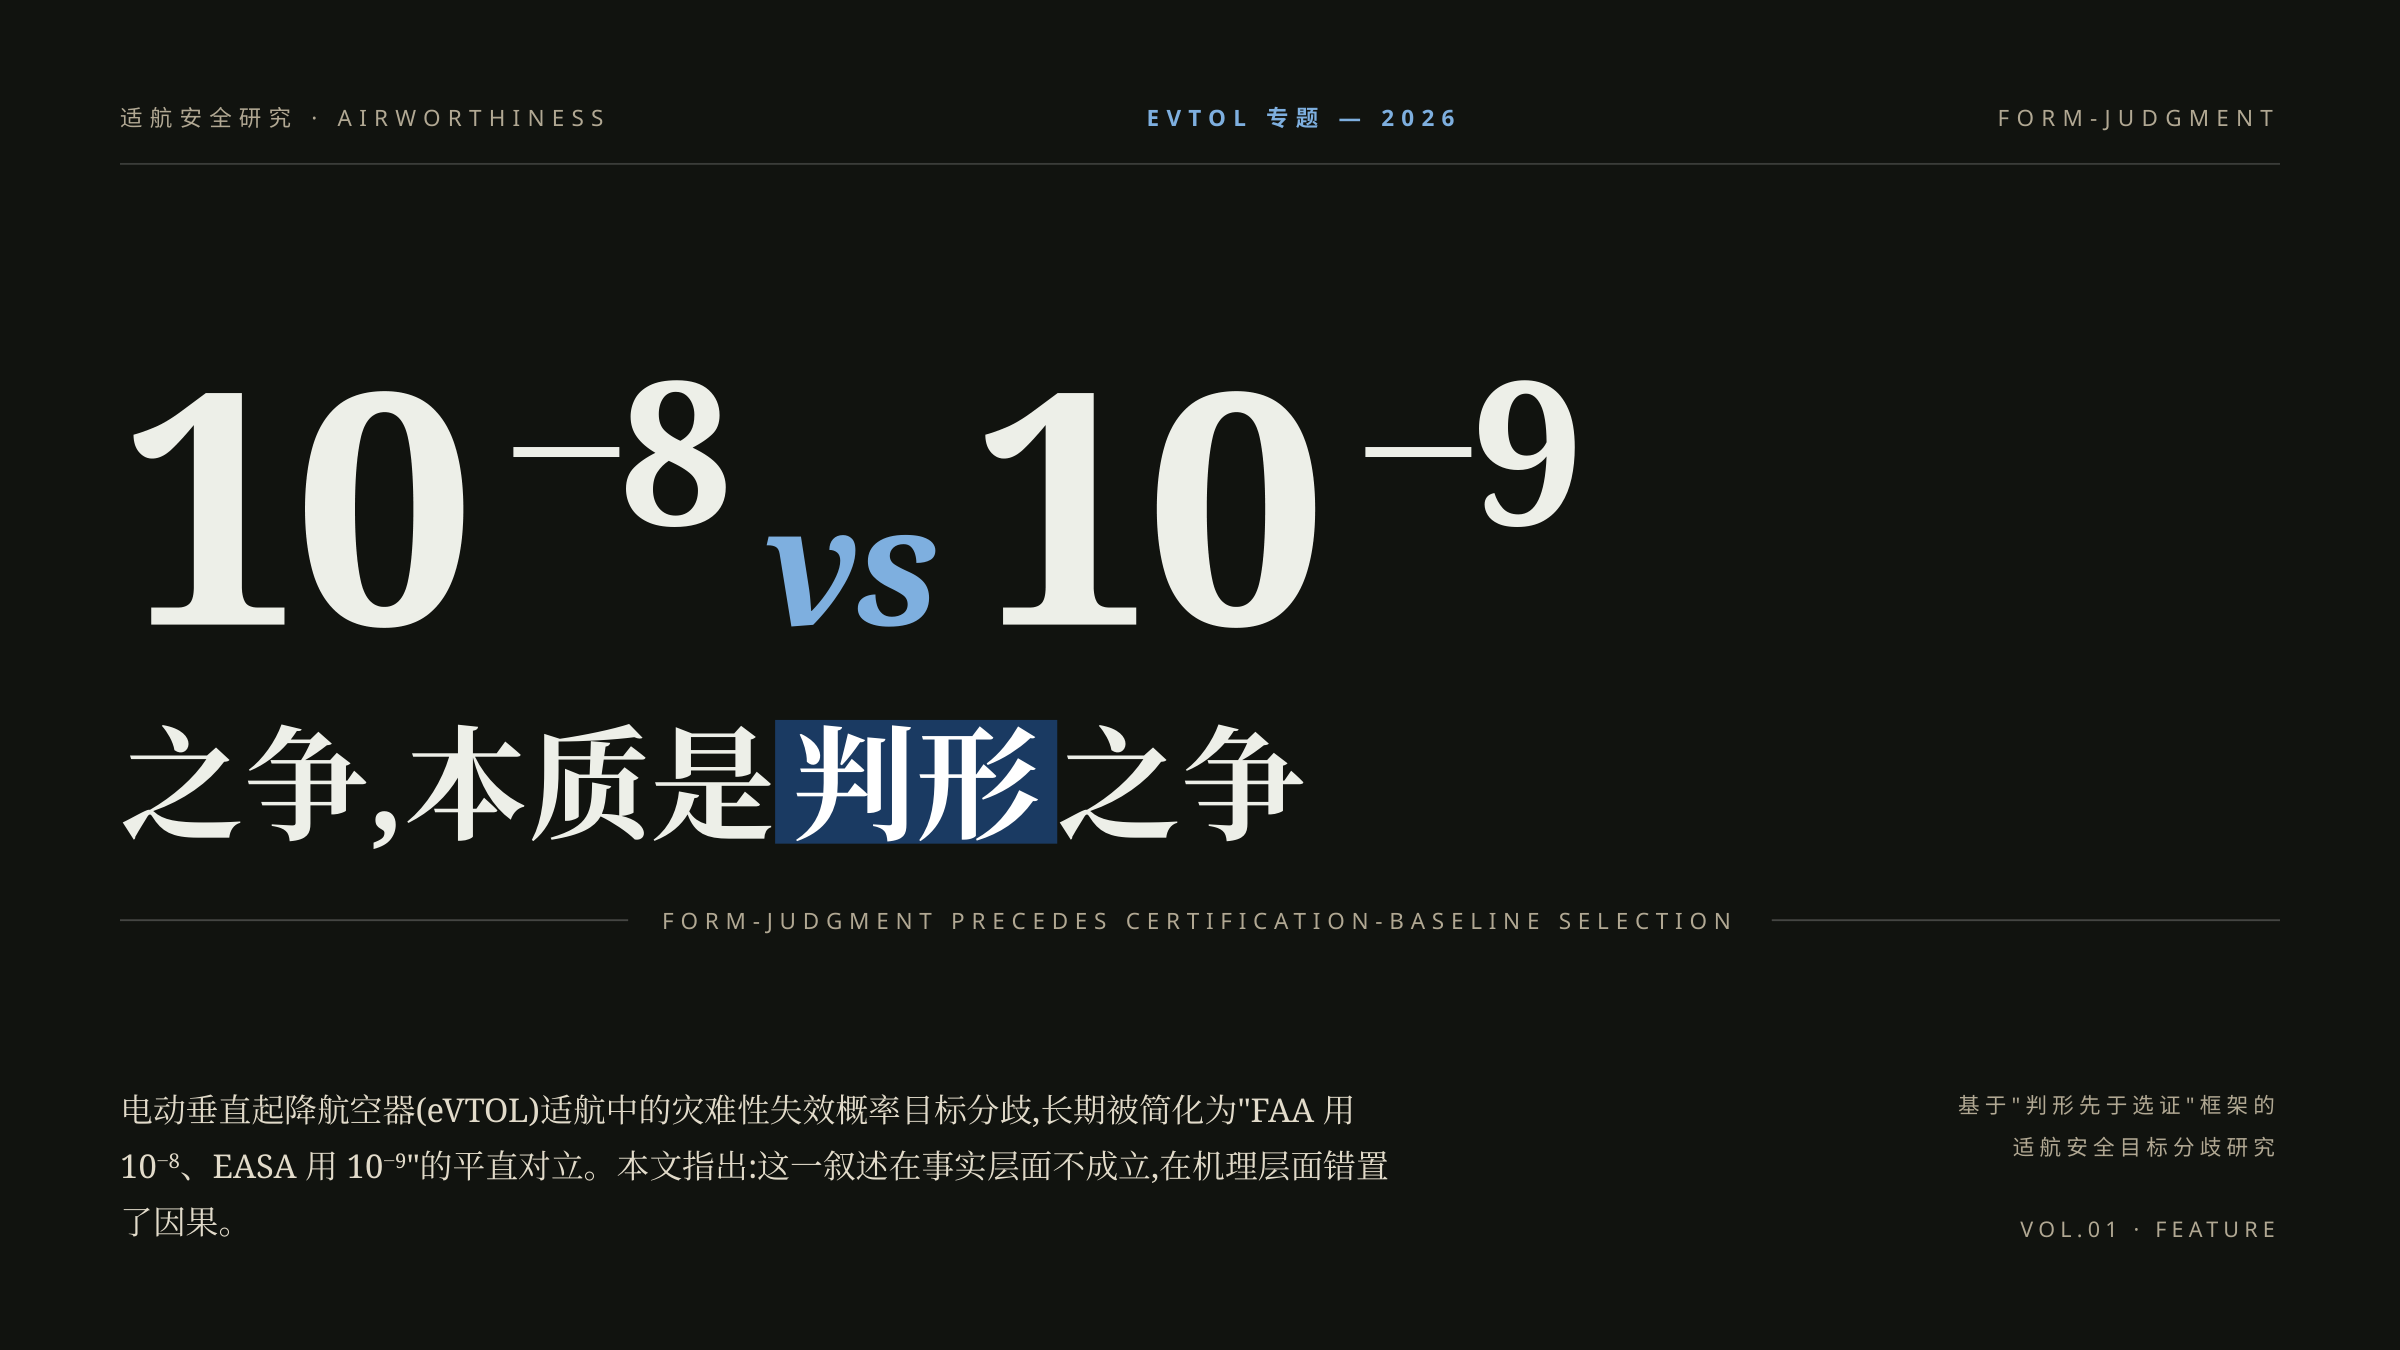 适航安全研究 · AIRWORTHINESS
EVTOL 专题 — 2026
FORM-JUDGMENT
10⁻⁸ vs 10⁻⁹
之争,本质是判形之争
FORM-JUDGMENT PRECEDES CERTIFICATION-BASELINE SELECTION
电动垂直起降航空器(eVTOL)适航中的灾难性失效概率目标分歧,长期被简化为"FAA 用
10⁻⁸、EASA 用 10⁻⁹"的平直对立。本文指出:这一叙述在事实层面不成立,在机理层面错置
了因果。
基于"判形先于选证"框架的
适航安全目标分歧研究
VOL.01 · FEATURE